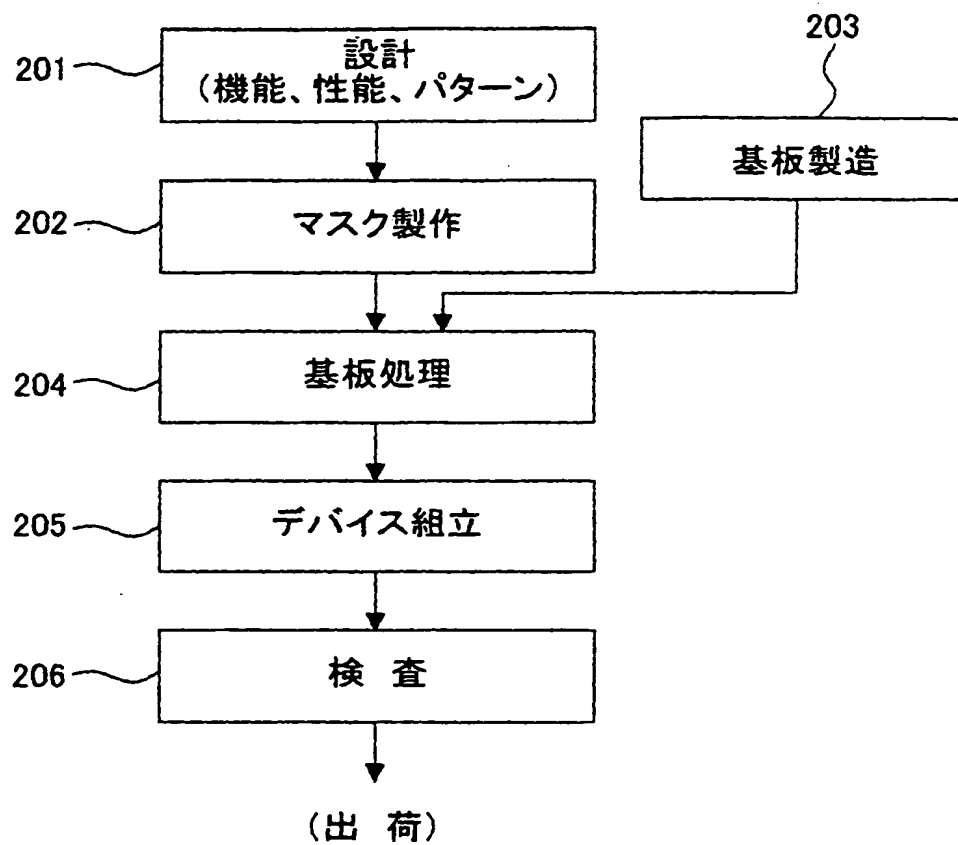 201
設計
(機能、性能、パターン)
203
基板製造
202
マスク製作
204
基板処理
205
デバイス組立
206
検 査
(出 荷)